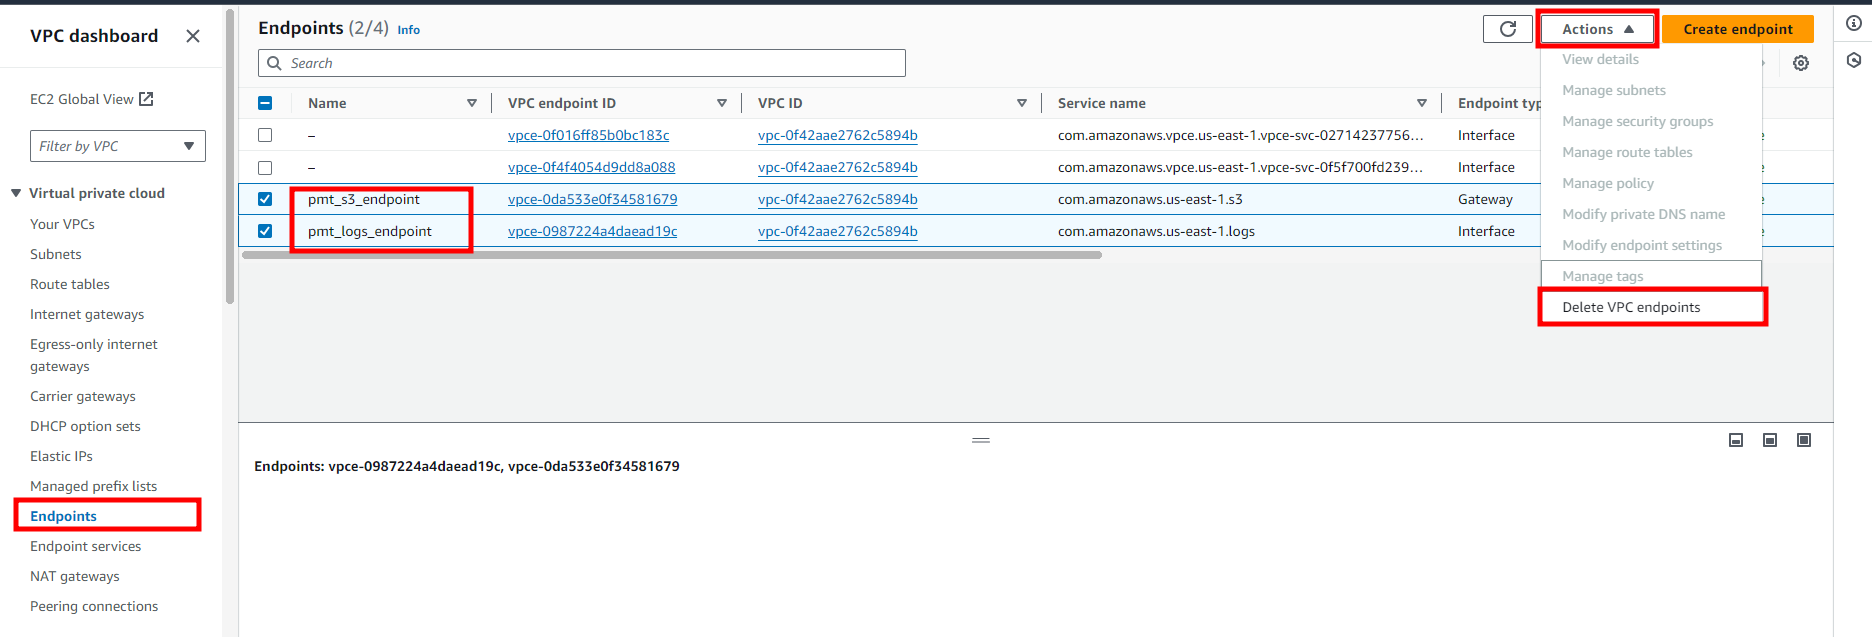 VPC dashboard
EC2 Global View
Filter by VPC
Virtual private cloud
Your VPCs
Subnets
Route tables
Internet gateways
Egress-only internet
gateways
Carrier gateways
DHCP option sets
Elastic IPs
Managed prefix lists
Endpoints
Endpoint services
NAT gateways
Peering connections
Endpoints (2/4) Info
Actions
Create endpoint
Search
Name VPC endpoint ID VPC ID Service name Endpoint typ
– vpce-0f016ff85b0bc183c vpc-0f42aae2762c5894b com.amazonaws.vpce.us-east-1.vpce-svc-02714237756... Interface
– vpce-0f4f4054d9dd8a088 vpc-0f42aae2762c5894b com.amazonaws.vpce.us-east-1.vpce-svc-0f5f700fd239... Interface
pmt_s3_endpoint vpce-0da533e0f34581679 vpc-0f42aae2762c5894b com.amazonaws.us-east-1.s3 Gateway
pmt_logs_endpoint vpce-0987224a4daead19c vpc-0f42aae2762c5894b com.amazonaws.us-east-1.logs Interface
View details
Manage subnets
Manage security groups
Manage route tables
Manage policy
Modify private DNS name
Modify endpoint settings
Manage tags
Delete VPC endpoints
Endpoints: vpce-0987224a4daead19c, vpce-0da533e0f34581679